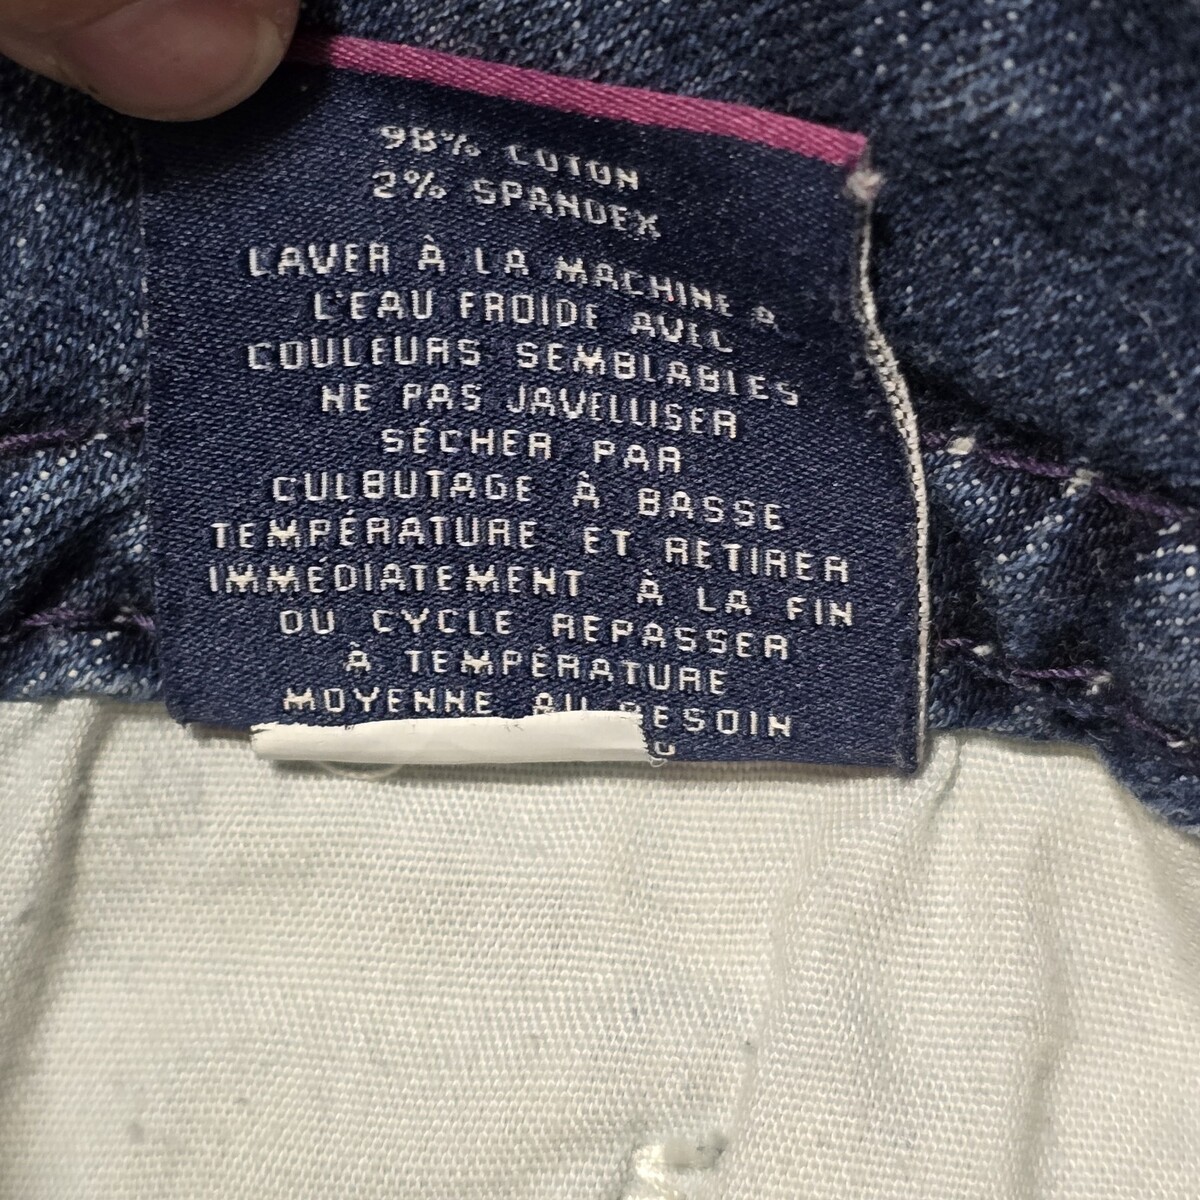 98% COTON
2% SPANDEX
LAVER À LA MACHINE A
L'EAU FROIDE AVEC
COULEURS SEMBLABLES
NE PAS JAVELLISER
SÉCHER PAR
CULBUTAGE À BASSE
TEMPÉRATURE ET RETIRER
IMMÉDIATEMENT À LA FIN
DU CYCLE REPASSER
À TEMPÉRATURE
MOYENNE AU BESOIN